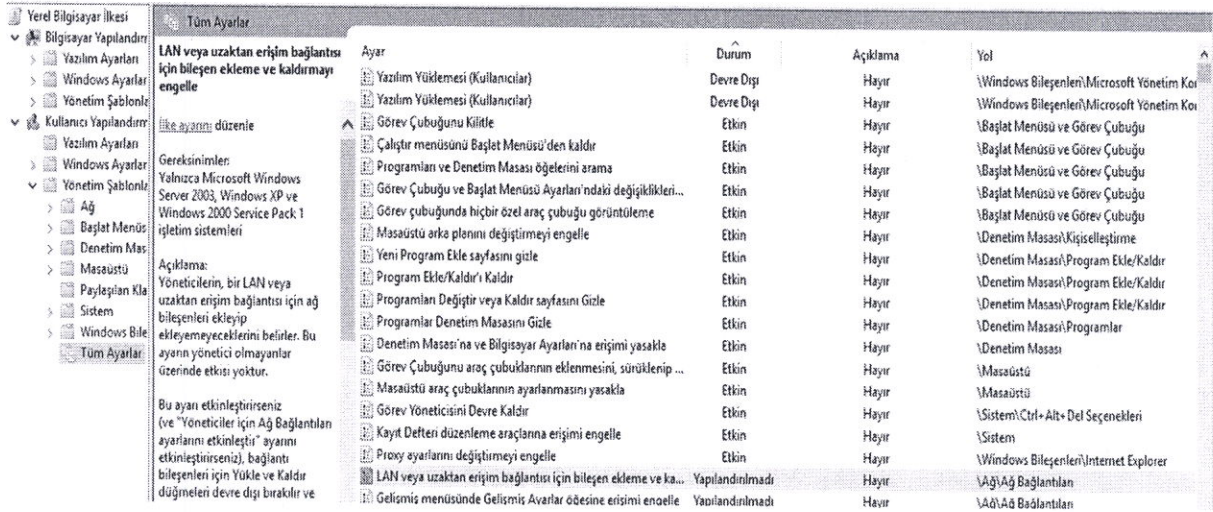 Yerel Bilgisayar İlkesi
Bilgisayar Yapılandırr
Yazılım Ayarları
Windows Ayarlar
Yönetim Şablonla
Kullanıcı Yapılandırr
Yazılım Ayarları
Windows Ayarlar
Yönetim Şablonla
Ağ
Başlat Menüs
Denetim Mas
Masaüstü
Paylaşılan Kla
Sistem
Windows Bile
Tüm Ayarlar
Tüm Ayarlar
LAN veya uzaktan erişim bağlantısı
için bileşen ekleme ve kaldırmayı
engelle
İlke ayarını düzenle
Gereksinimler:
Yalnızca Microsoft Windows
Server 2003, Windows XP ve
Windows 2000 Service Pack 1
işletim sistemleri
Açıklama:
Yöneticilerin, bir LAN veya
uzaktan erişim bağlantısı için ağ
bileşenleri ekleyip
ekleyemeyeceklerini belirler. Bu
ayarın yönetici olmayanlar
üzerinde etkisi yoktur.
Bu ayarı etkinleştirirseniz
(ve "Yöneticiler için Ağ Bağlantıları
ayarlarını etkinleştir" ayarını
etkinleştirirseniz), bağlantı
bileşenleri için Yükle ve Kaldır
düğmeleri devre dışı bırakılır ve
Ayar Durum Açıklama Yol
Yazılım Yüklemesi (Kullanıcılar) Devre Dışı Hayır \Windows Bileşenleri\Microsoft Yönetim Kor
Yazılım Yüklemesi (Kullanıcılar) Devre Dışı Hayır \Windows Bileşenleri\Microsoft Yönetim Kor
Görev Çubuğunu Kilitle Etkin Hayır \Başlat Menüsü ve Görev Çubuğu
Çalıştır menüsünü Başlat Menüsü'den kaldır Etkin Hayır \Başlat Menüsü ve Görev Çubuğu
Programları ve Denetim Masası öğelerini arama Etkin Hayır \Başlat Menüsü ve Görev Çubuğu
Görev Çubuğu ve Başlat Menüsü Ayarları'ndaki değişiklikleri... Etkin Hayır \Başlat Menüsü ve Görev Çubuğu
Görev çubuğunda hiçbir özel araç çubuğu görüntüleme Etkin Hayır \Başlat Menüsü ve Görev Çubuğu
Masaüstü arka planını değiştirmeyi engelle Etkin Hayır \Denetim Masası\Kişiselleştirme
Yeni Program Ekle sayfasını gizle Etkin Hayır \Denetim Masası\Program Ekle/Kaldır
Program Ekle/Kaldır'ı Kaldır Etkin Hayır \Denetim Masası\Program Ekle/Kaldır
Programları Değiştir veya Kaldır sayfasını Gizle Etkin Hayır \Denetim Masası\Program Ekle/Kaldır
Programlar Denetim Masasını Gizle Etkin Hayır \Denetim Masası\Programlar
Denetim Masası'na ve Bilgisayar Ayarları'na erişimi yasakla Etkin Hayır \Denetim Masası
Görev Çubuğunu araç çubuklarının eklenmesini, sürüklenip ... Etkin Hayır \Masaüstü
Masaüstü araç çubuklarının ayarlanmasını yasakla Etkin Hayır \Masaüstü
Görev Yöneticisini Devre Kaldır Etkin Hayır \Sistem\Ctrl+Alt+Del Seçenekleri
Kayıt Defteri düzenleme araçlarına erişimi engelle Etkin Hayır \Sistem
Proxy ayarlarını değiştirmeyi engelle Etkin Hayır \Windows Bileşenleri\Internet Explorer
LAN veya uzaktan erişim bağlantısı için bileşen ekleme ve ka... Yapılandırılmadı Hayır \Ağ\Ağ Bağlantıları
Gelişmiş menüsünde Gelişmiş Ayarlar öğesine erişimi engelle Yapılandırılmadı Hayır \Ağ\Ağ Bağlantıları